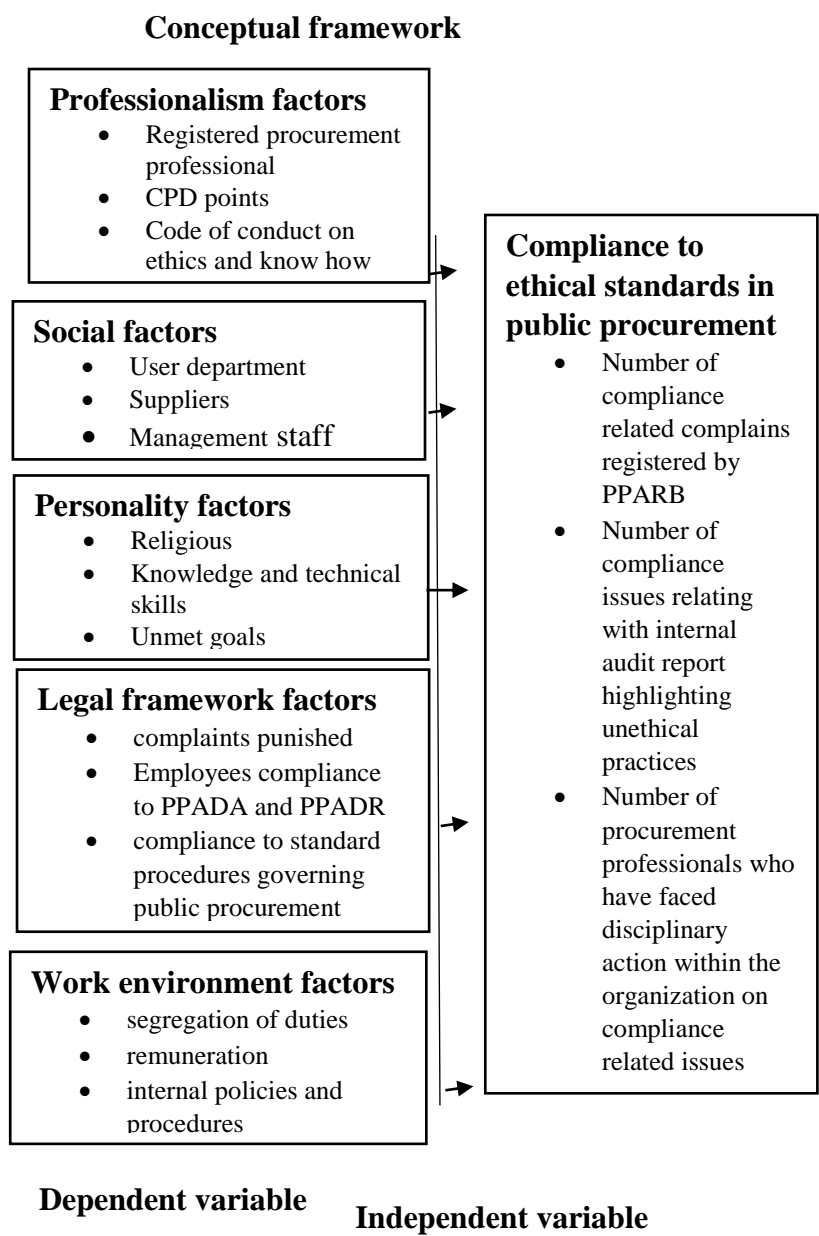 Conceptual framework
Professionalism factors
• Registered procurement
professional
• CPD points
• Code of conduct on
ethics and know how
Social factors
• User department
• Suppliers
• Management staff
Personality factors
• Religious
• Knowledge and technical
skills
• Unmet goals
Legal framework factors
• complaints punished
• Employees compliance
to PPADA and PPADR
• compliance to standard
procedures governing
public procurement
Work environment factors
• segregation of duties
• remuneration
• internal policies and
procedures
Compliance to
ethical standards in
public procurement
• Number of
compliance
related complains
registered by
PPARB
• Number of
compliance
issues relating
with internal
audit report
highlighting
unethical
practices
• Number of
procurement
professionals who
have faced
disciplinary
action within the
organization on
compliance
related issues
Dependent variable
Independent variable